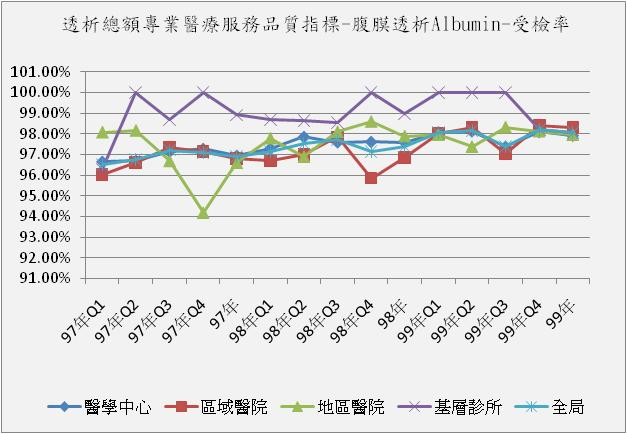 透析總額專業醫療服務品質指標-腹膜透析Albumin-受檢率
101.00%
100.00%
99.00%
98.00%
97.00%
96.00%
95.00%
94.00%
93.00%
92.00%
91.00%
97年Q1
97年Q2
97年Q3
97年Q4
97年
98年Q1
98年Q2
98年Q3
98年Q4
98年
99年Q1
99年Q2
99年Q3
99年Q4
99年
醫學中心 區域醫院 地區醫院 基層診所 全局